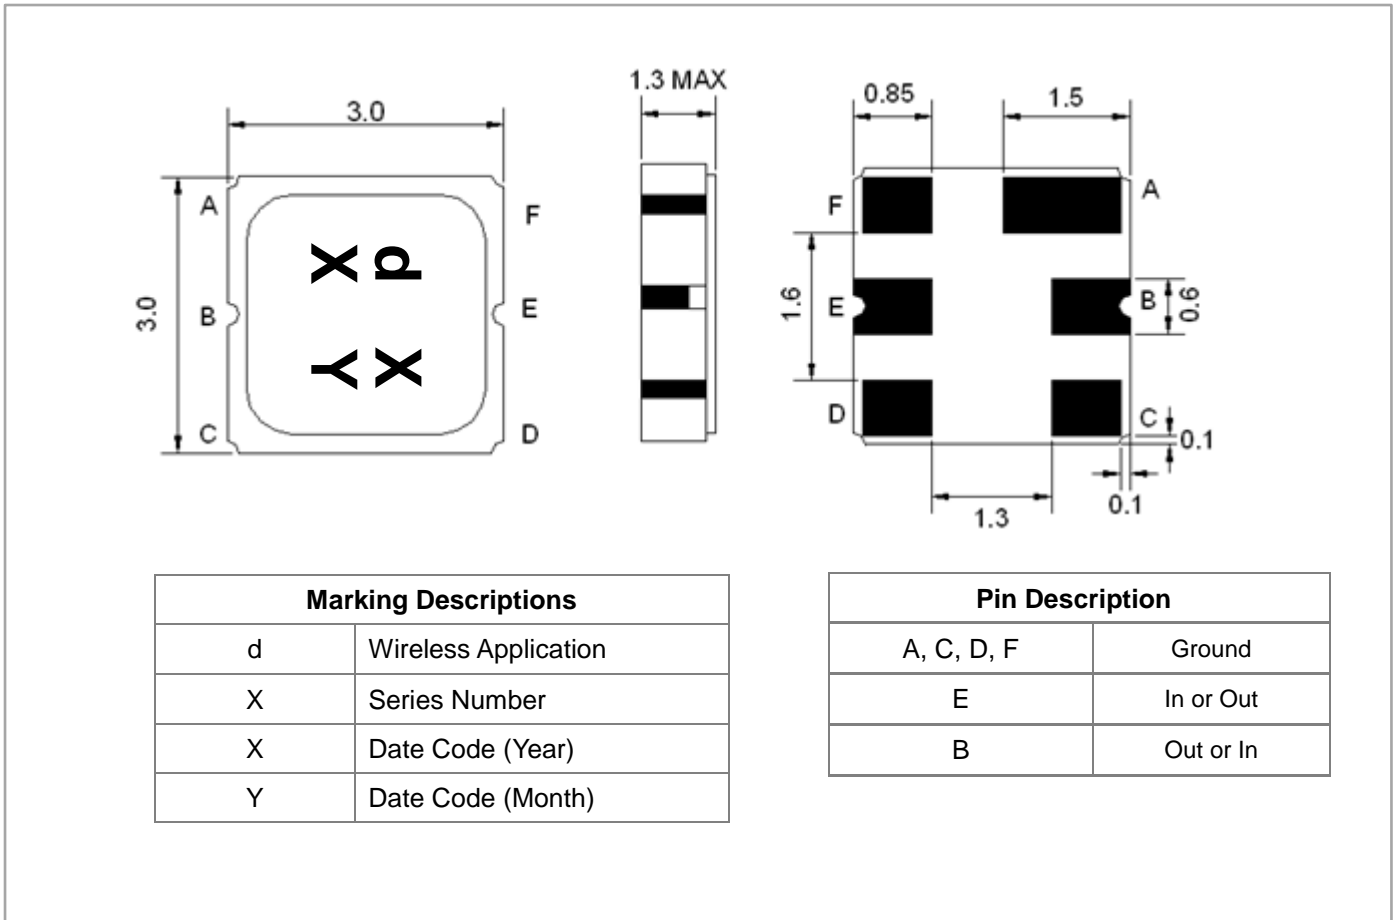 1.3 MAX
0.85
1.5
3.0
A
F
A
F
d
X
3.0
B
E
1.6
E
B
0.6
X
Y
C
D
D
C
0.1
0.1
1.3
Marking Descriptions
d Wireless Application
X Series Number
X Date Code (Year)
Y Date Code (Month)
Pin Description
A, C, D, F Ground
E In or Out
B Out or In